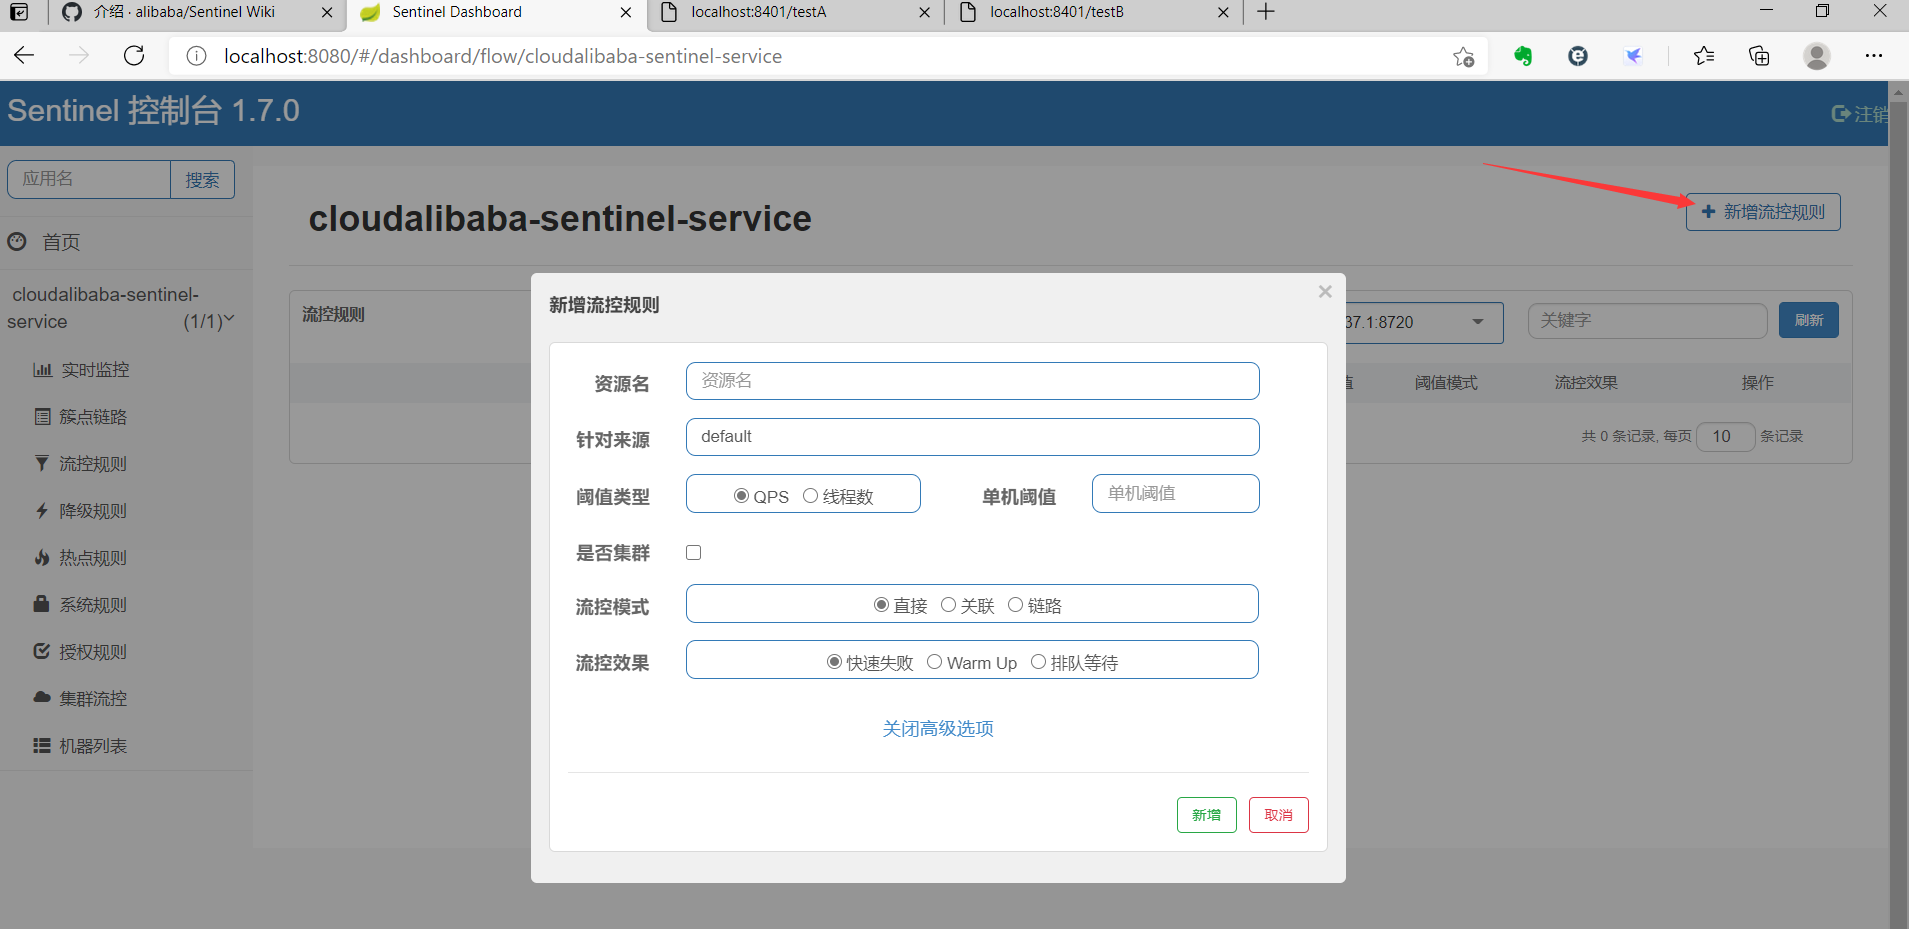 介绍 · alibaba/Sentinel Wiki
Sentinel Dashboard
localhost:8401/testA
localhost:8401/testB
localhost:8080/#/dashboard/flow/cloudalibaba-sentinel-service
Sentinel 控制台 1.7.0
注销
应用名
搜索
首页
cloudalibaba-sentinel-
service (1/1)
实时监控
簇点链路
流控规则
降级规则
热点规则
系统规则
授权规则
集群流控
机器列表
cloudalibaba-sentinel-service
新增流控规则
流控规则
37.1:8720
关键字
刷新
阈值模式
流控效果
操作
共 0 条记录, 每页 10 条记录
新增流控规则
资源名 资源名
针对来源 default
阈值类型 QPS 线程数 单机阈值 单机阈值
是否集群
流控模式 直接 关联 链路
流控效果 快速失败 Warm Up 排队等待
关闭高级选项
新增 取消